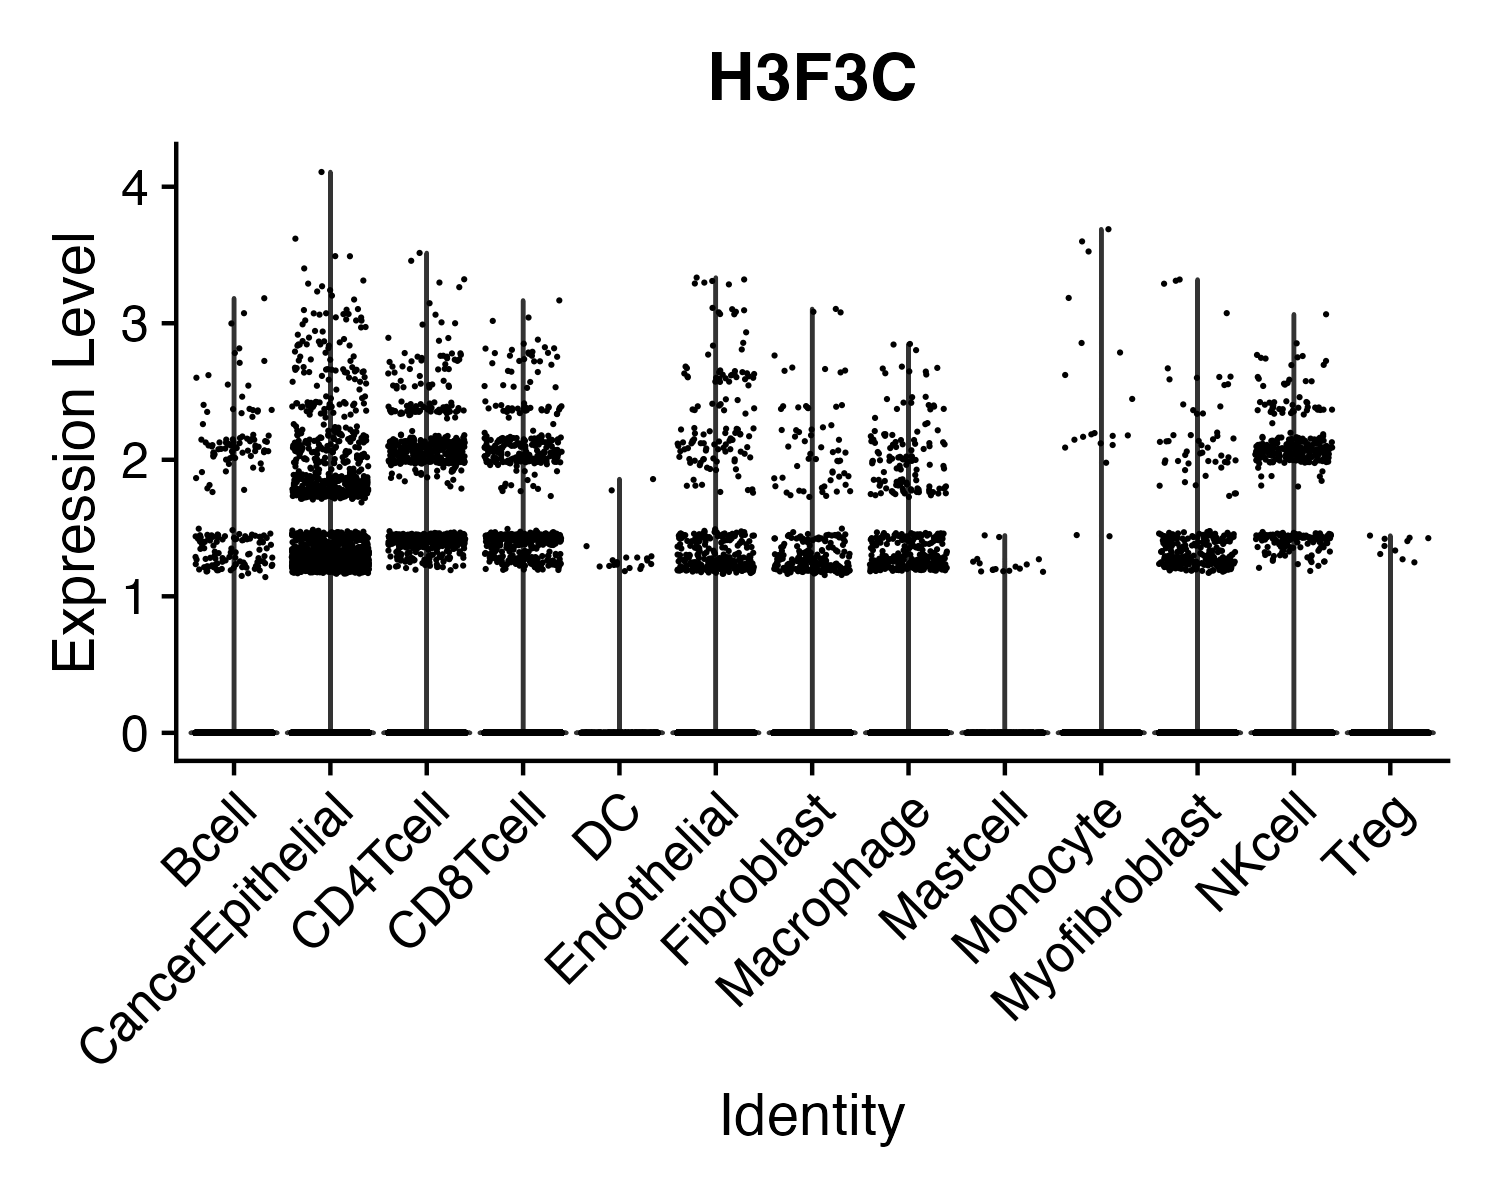 H3F3C
Expression Level
4
3
2
1
0
Bcell
CancerEpithelial
CD4Tcell
CD8Tcell
DC
Endothelial
Fibroblast
Macrophage
Mastcell
Monocyte
Myofibroblast
NKcell
Treg
Identity